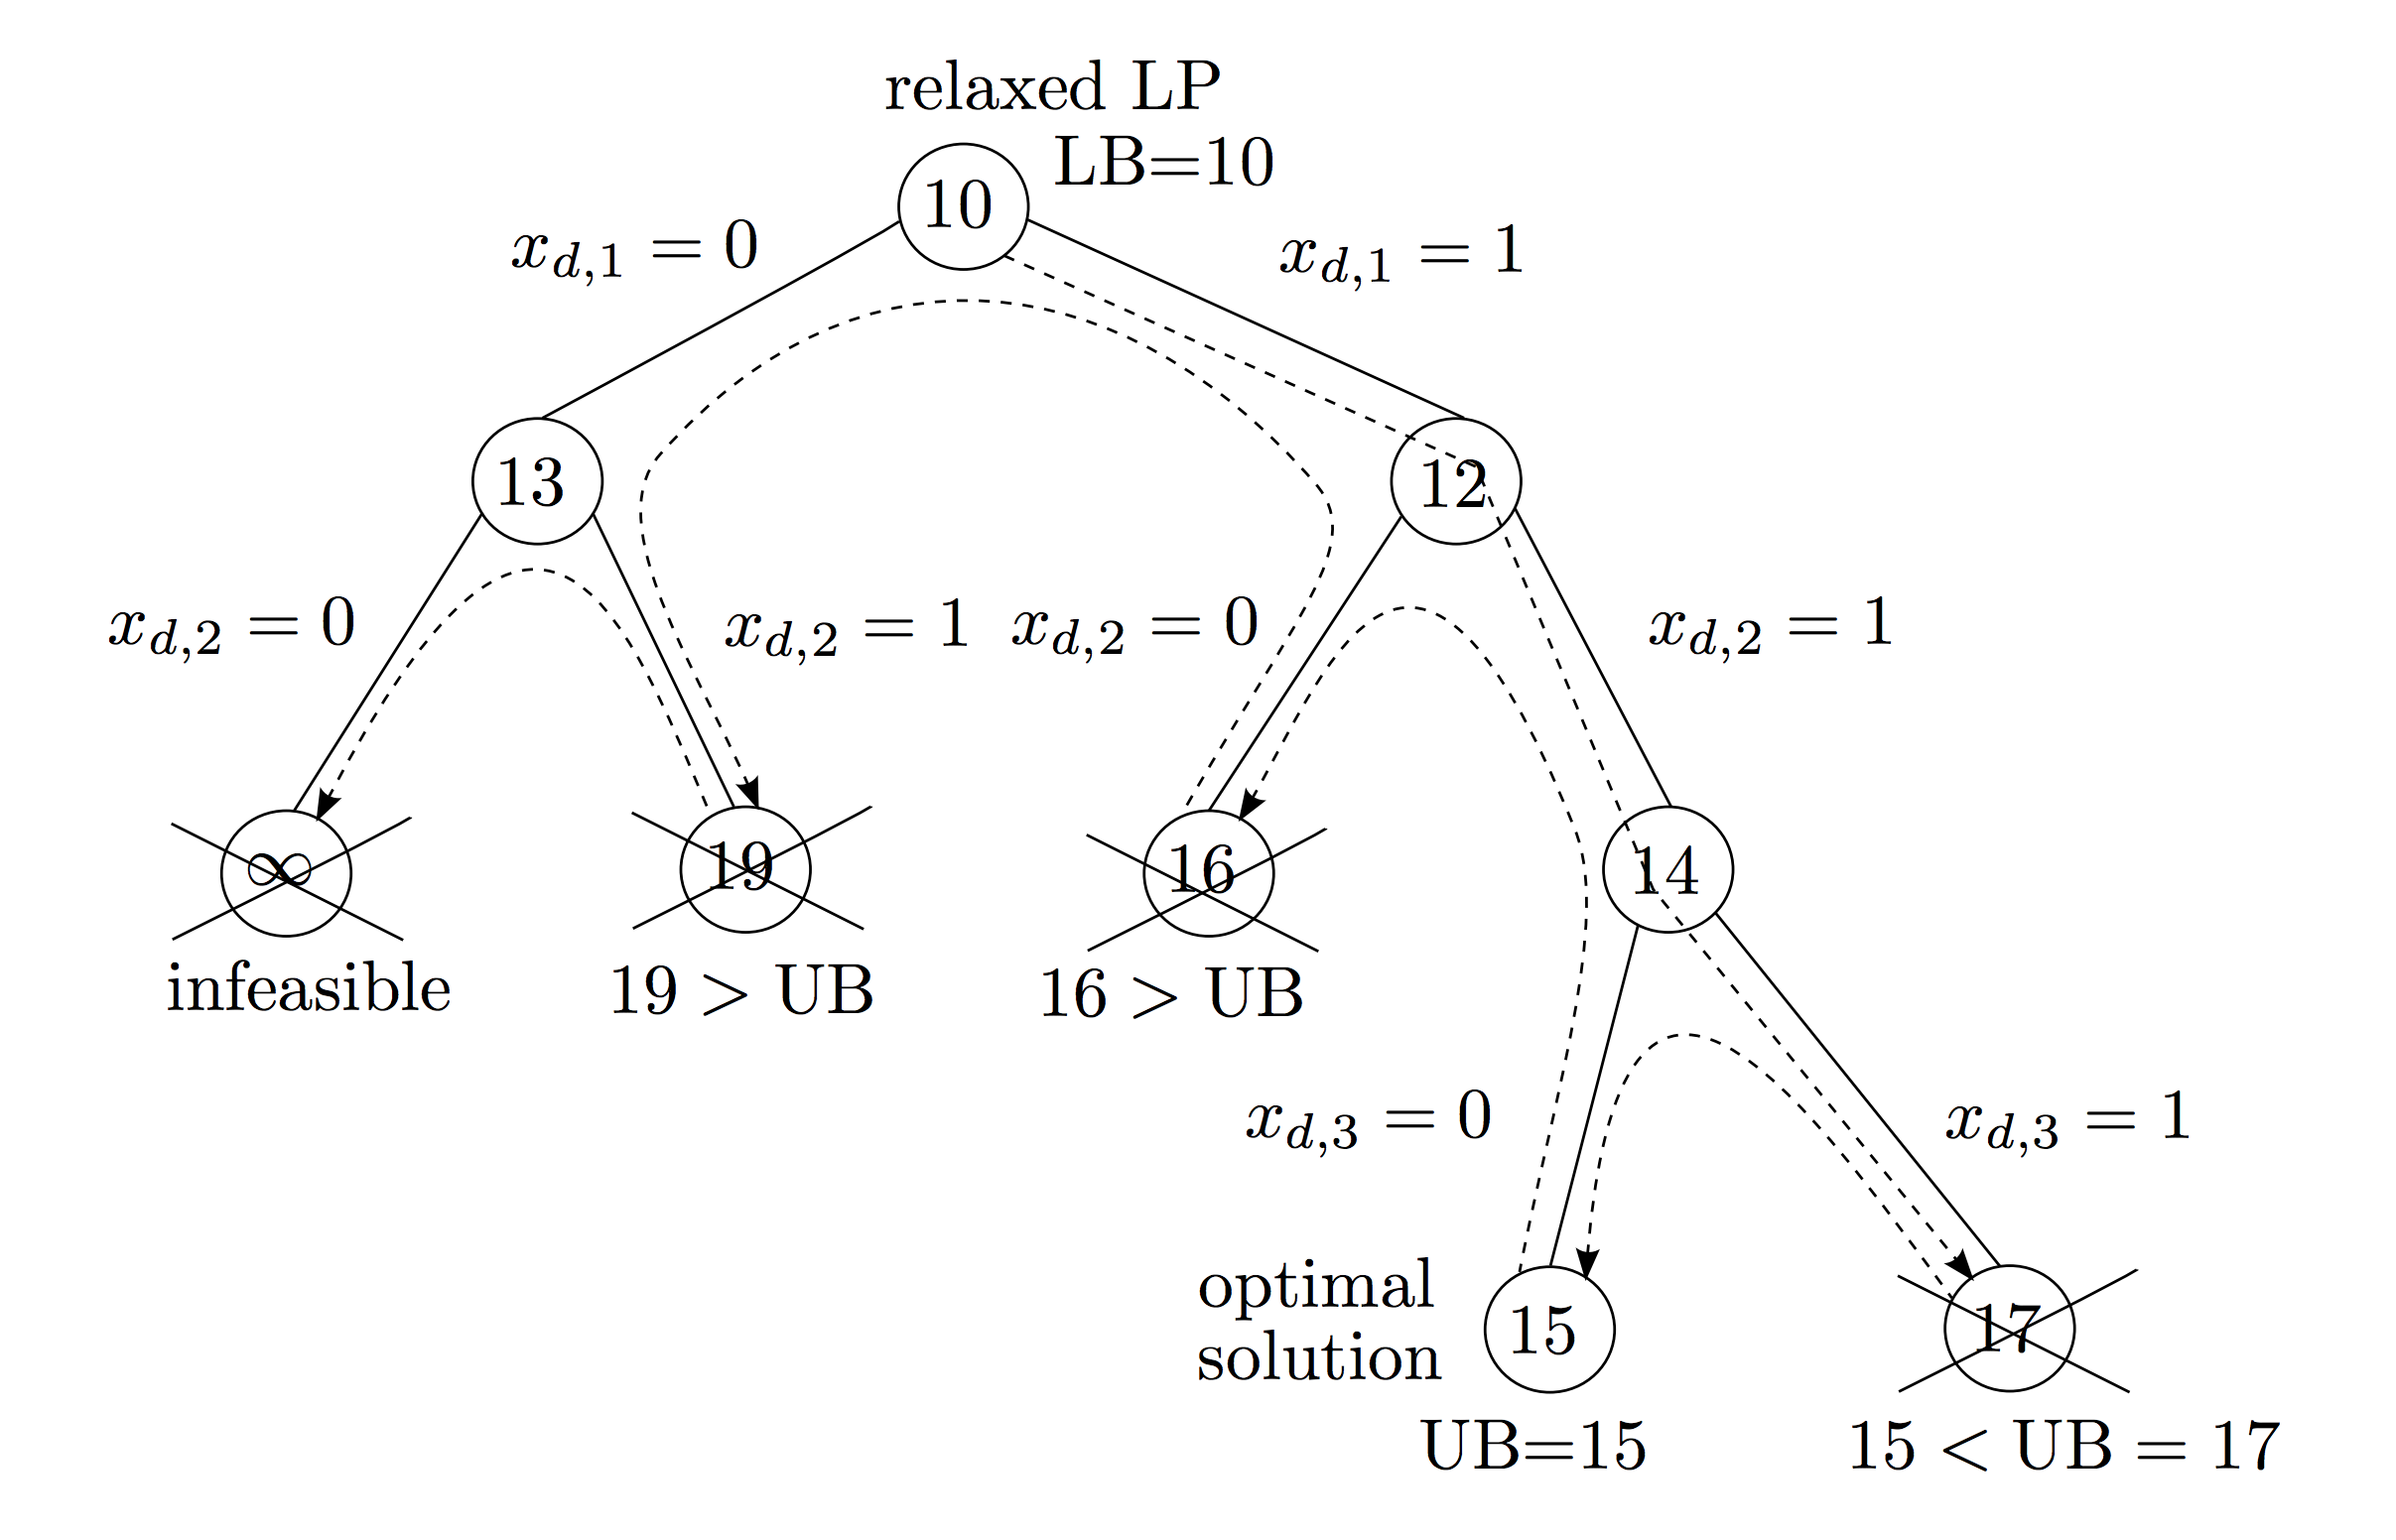 relaxed LP
LB=10
10
x_{d,1} = 0
x_{d,1} = 1
13
12
x_{d,2} = 0
x_{d,2} = 1
x_{d,2} = 0
x_{d,2} = 1
∞
19
16
14
infeasible
19 > UB
16 > UB
x_{d,3} = 0
x_{d,3} = 1
optimal
solution
15
17
UB=15
15 < UB = 17